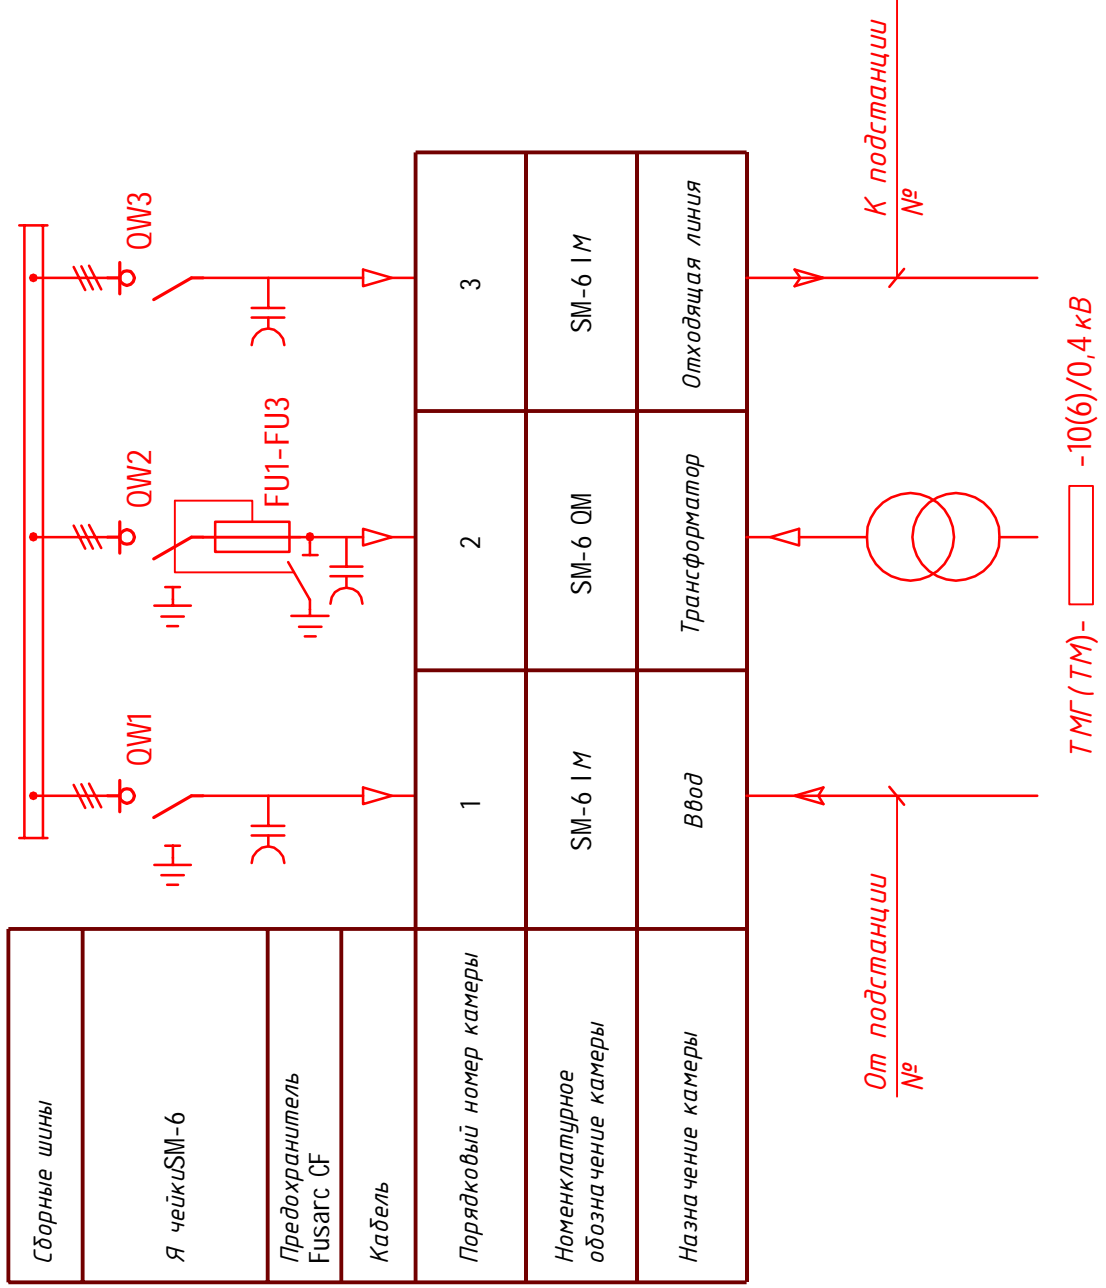 Сборные шины
Я чейкиSM-6
Предохранитель
Fusarc CF
Кабель
QW1
QW2
QW3
FU1-FU3
Порядковый номер камеры
1
2
3
Номенклатурное
обозначение камеры
SM-6 IM
SM-6 QM
SM-6 IM
Назначение камеры
Ввод
Трансформатор
Отходящая линия
От подстанции
№
К подстанции
№
ТМГ(ТМ)- -10(6)/0,4 кВ